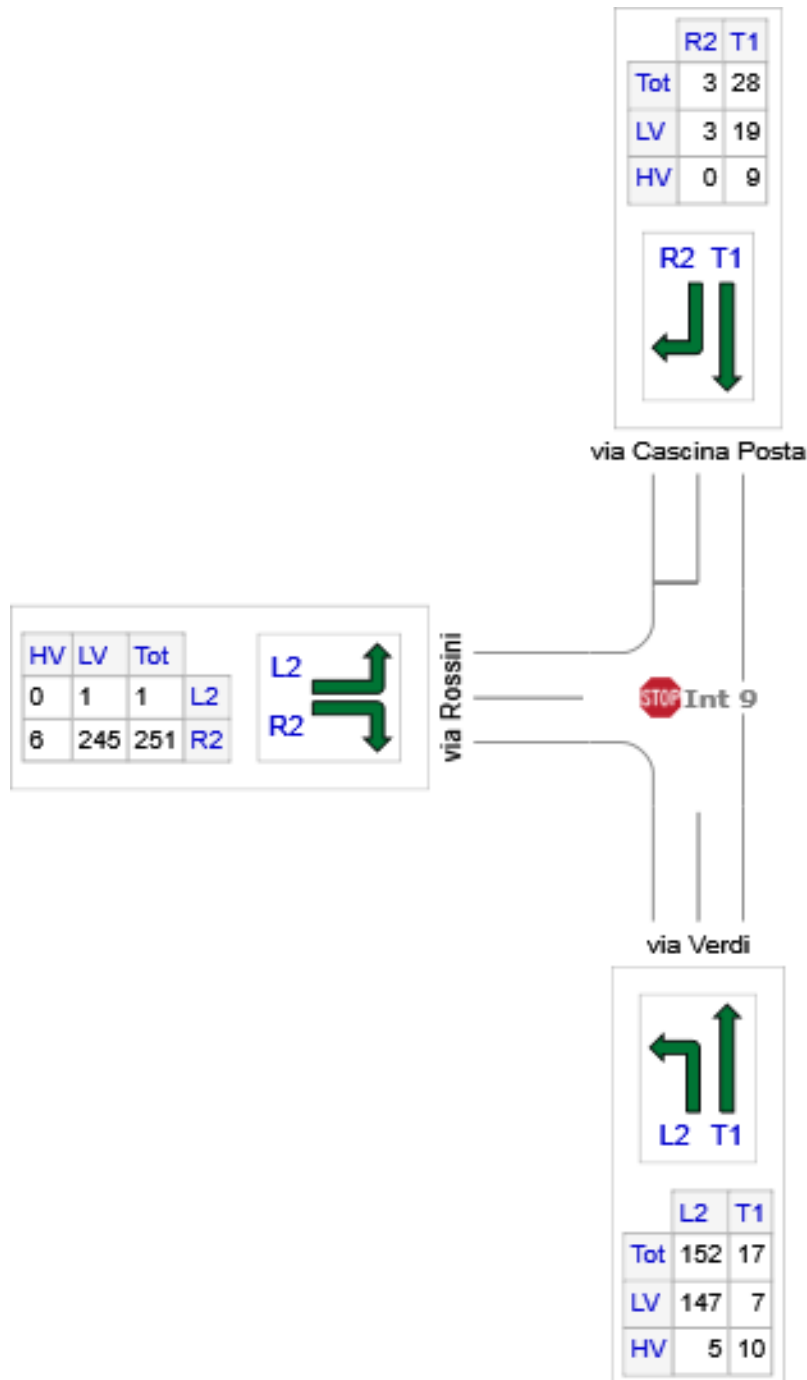 R2 T1
Tot 3 28
LV 3 19
HV 0 9
R2 T1
via Cascina Posta
HV LV Tot
0 1 1 L2
6 245 251 R2
L2
R2
via Rossini
STOP Int 9
via Verdi
L2 T1
L2 T1
Tot 152 17
LV 147 7
HV 5 10